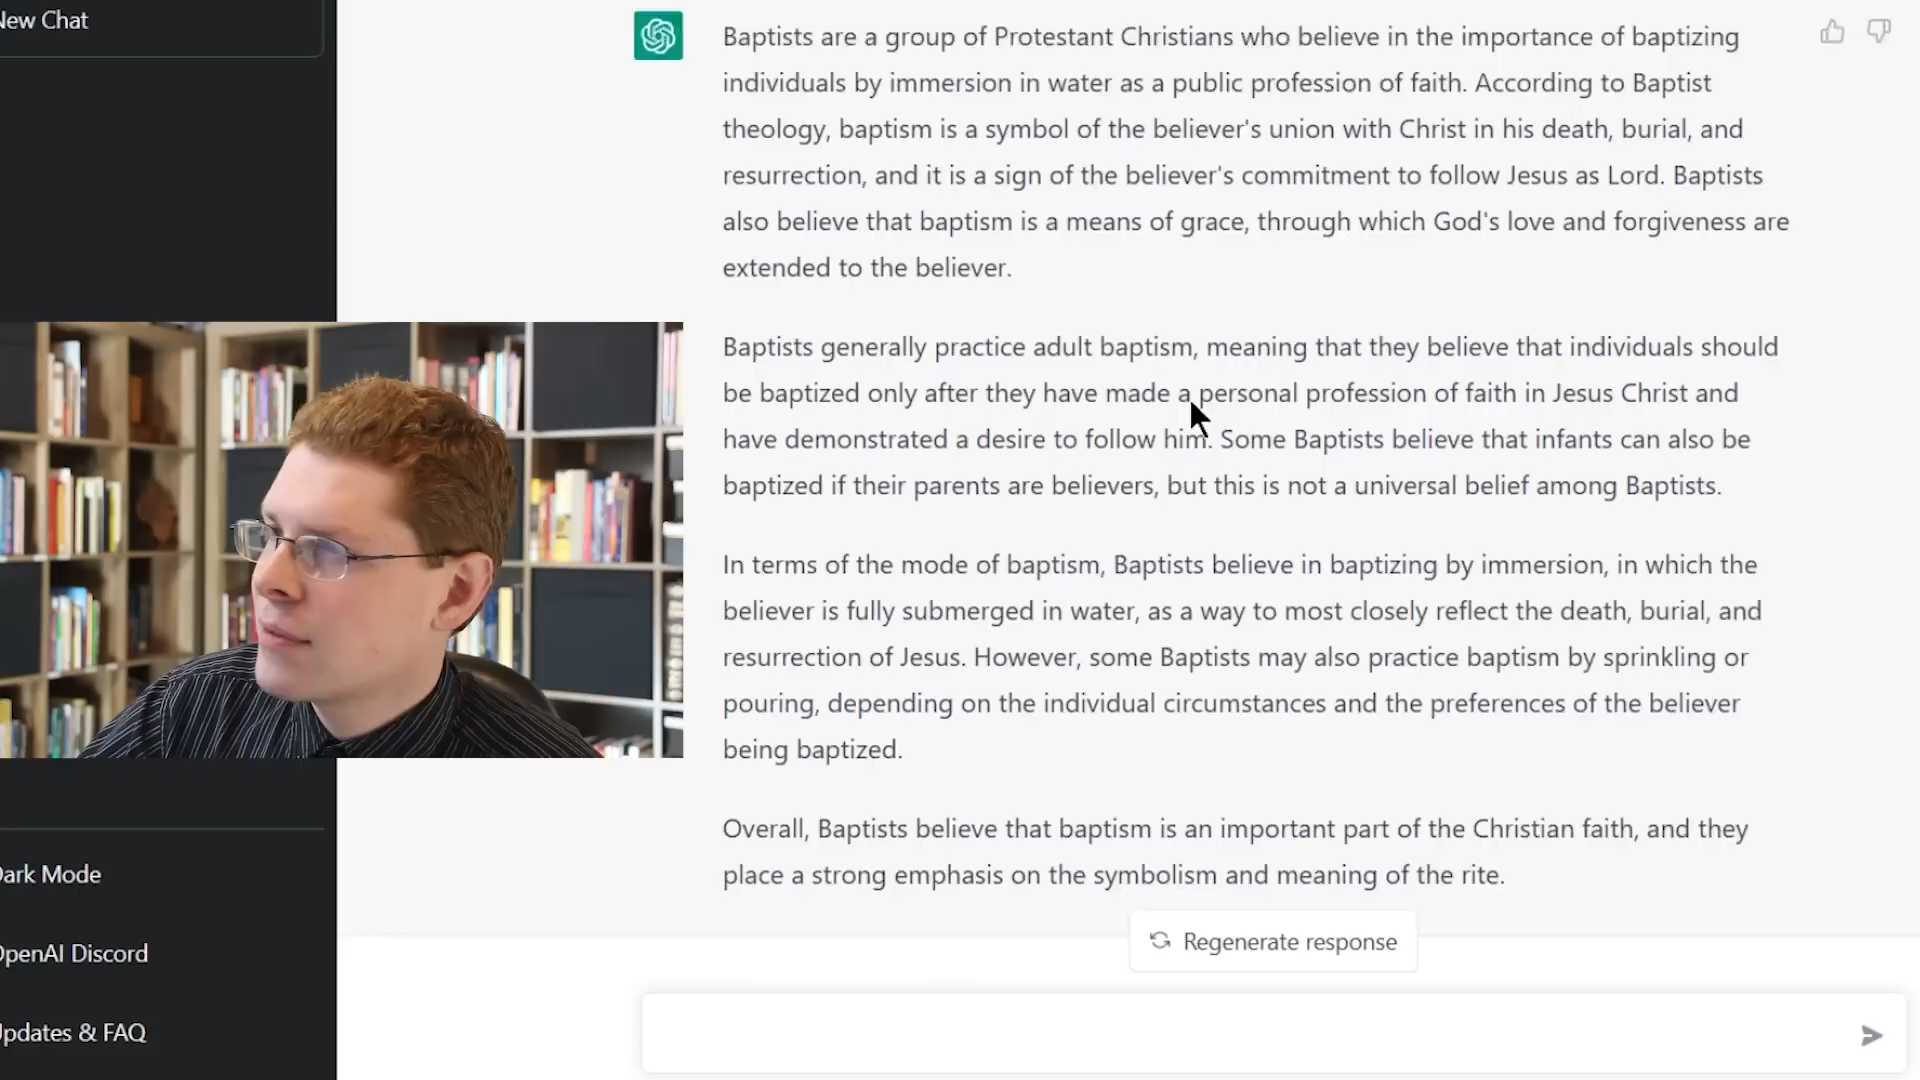 New Chat
Baptists are a group of Protestant Christians who believe in the importance of baptizing
individuals by immersion in water as a public profession of faith. According to Baptist
theology, baptism is a symbol of the believer's union with Christ in his death, burial, and
resurrection, and it is a sign of the believer's commitment to follow Jesus as Lord. Baptists
also believe that baptism is a means of grace, through which God's love and forgiveness are
extended to the believer.
Baptists generally practice adult baptism, meaning that they believe that individuals should
be baptized only after they have made a personal profession of faith in Jesus Christ and
have demonstrated a desire to follow him. Some Baptists believe that infants can also be
baptized if their parents are believers, but this is not a universal belief among Baptists.
In terms of the mode of baptism, Baptists believe in baptizing by immersion, in which the
believer is fully submerged in water, as a way to most closely reflect the death, burial, and
resurrection of Jesus. However, some Baptists may also practice baptism by sprinkling or
pouring, depending on the individual circumstances and the preferences of the believer
being baptized.
Overall, Baptists believe that baptism is an important part of the Christian faith, and they
place a strong emphasis on the symbolism and meaning of the rite.
Regenerate response
Dark Mode
OpenAI Discord
Updates & FAQ